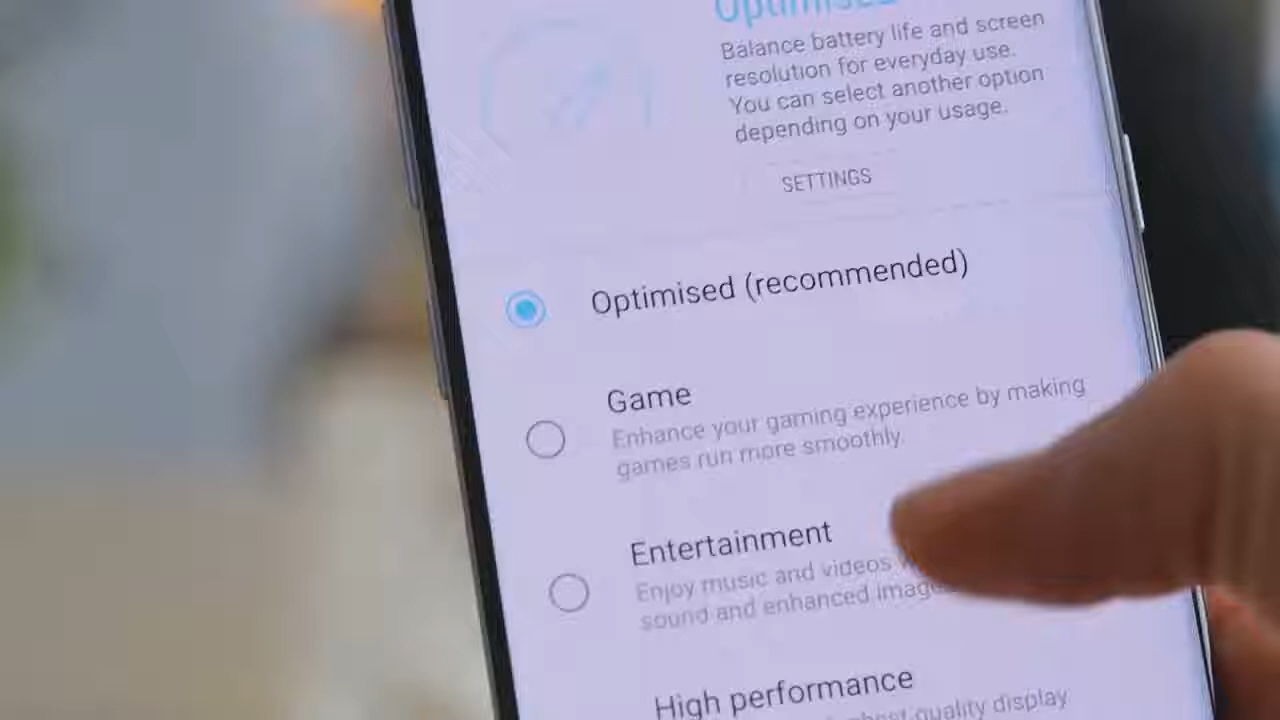 Optimised
Balance battery life and screen
resolution for everyday use.
You can select another option
depending on your usage.
SETTINGS
Optimised (recommended)
Game
Enhance your gaming experience by making
games run more smoothly.
Entertainment
Enjoy music and videos
sound and enhanced
High performance
quality display